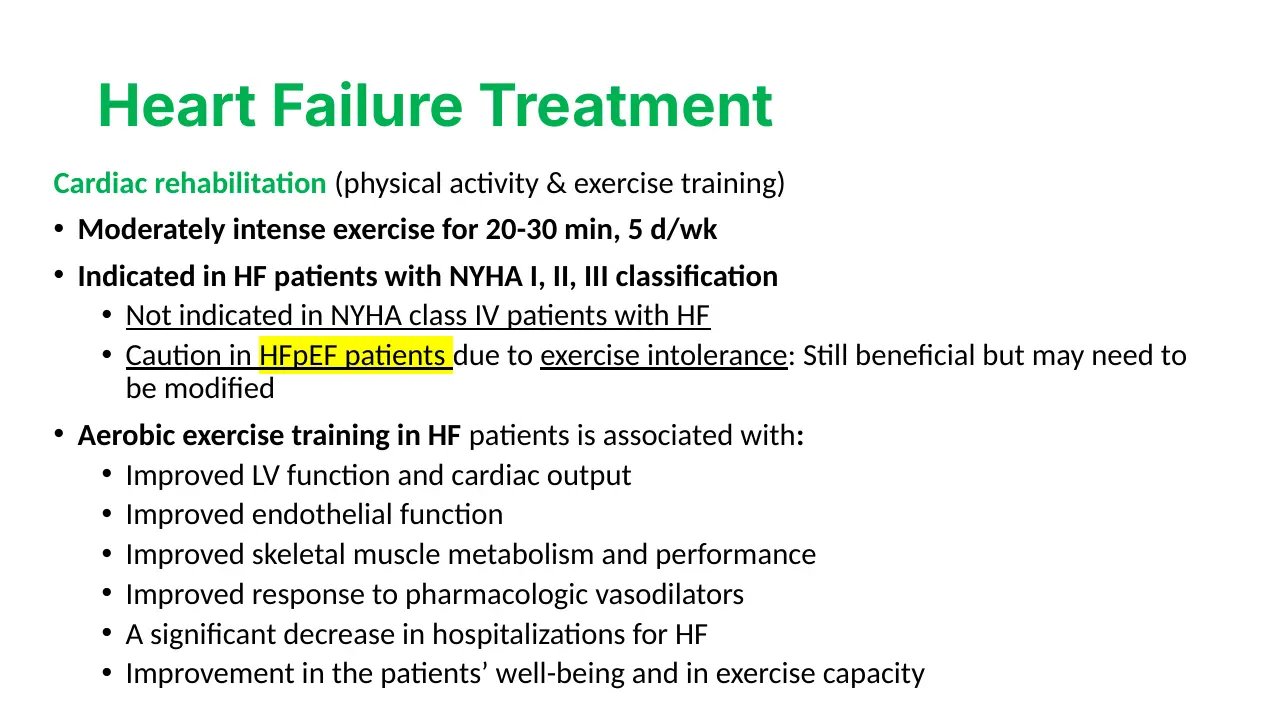 Heart Failure Treatment
Cardiac rehabilitation (physical activity & exercise training)
• Moderately intense exercise for 20-30 min, 5 d/wk
• Indicated in HF patients with NYHA I, II, III classification
• Not indicated in NYHA class IV patients with HF
• Caution in HFpEF patients due to exercise intolerance: Still beneficial but may need to
be modified
• Aerobic exercise training in HF patients is associated with:
• Improved LV function and cardiac output
• Improved endothelial function
• Improved skeletal muscle metabolism and performance
• Improved response to pharmacologic vasodilators
• A significant decrease in hospitalizations for HF
• Improvement in the patients’ well-being and in exercise capacity